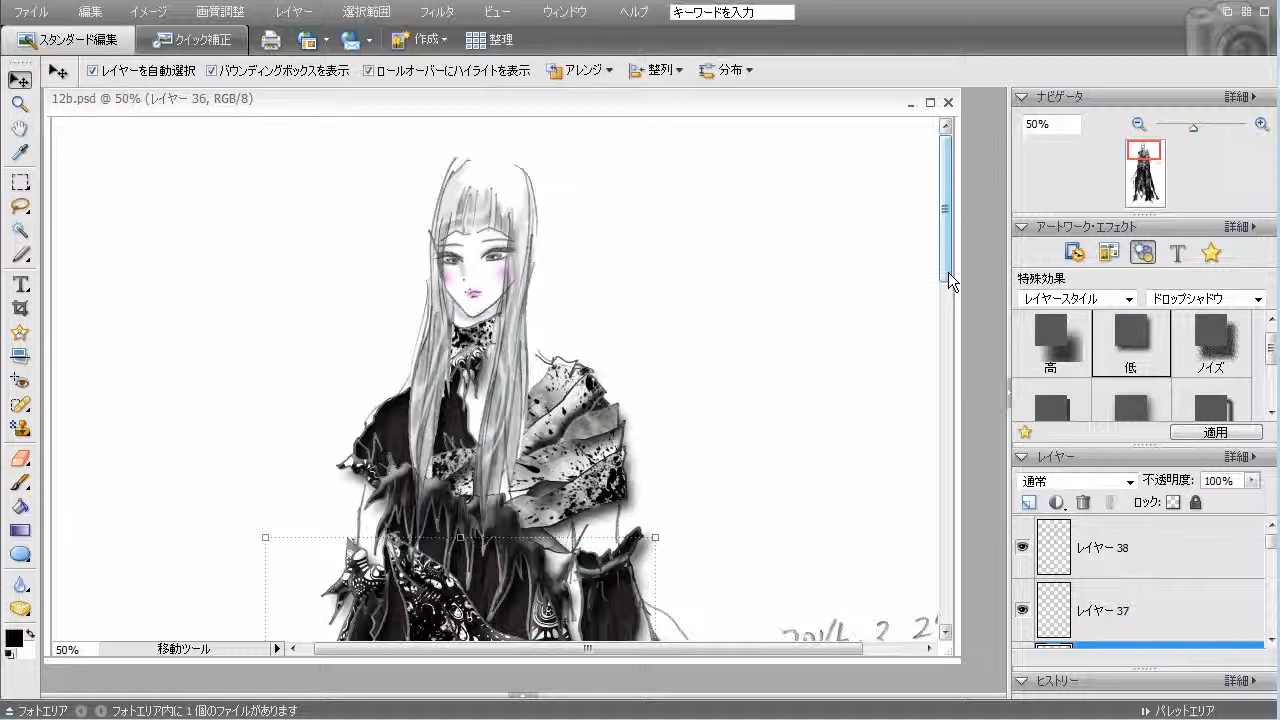 ファイル 編集 イメージ 画質調整 レイヤー 選択範囲 フィルタ ビュー ウィンドウ ヘルプ キーワードを入力
スタンダード編集 クイック補正 作成 整理
レイヤーを自動選択 バウンディングボックスを表示 ロールオーバーにハイライトを表示 アレンジ 整列 分布
12b.psd @ 50% (レイヤー 36, RGB/8)
ナビゲータ 詳細
50%
アートワーク・エフェクト 詳細
特殊効果
レイヤースタイル ドロップシャドウ
高 低 ノイズ
適用
レイヤー 詳細
通常 不透明度: 100%
ロック:
レイヤー 38
レイヤー 37
50% 移動ツール
ヒストリー 詳細
フォトエリア フォトエリア内に 1 個のファイルがあります パレットエリア